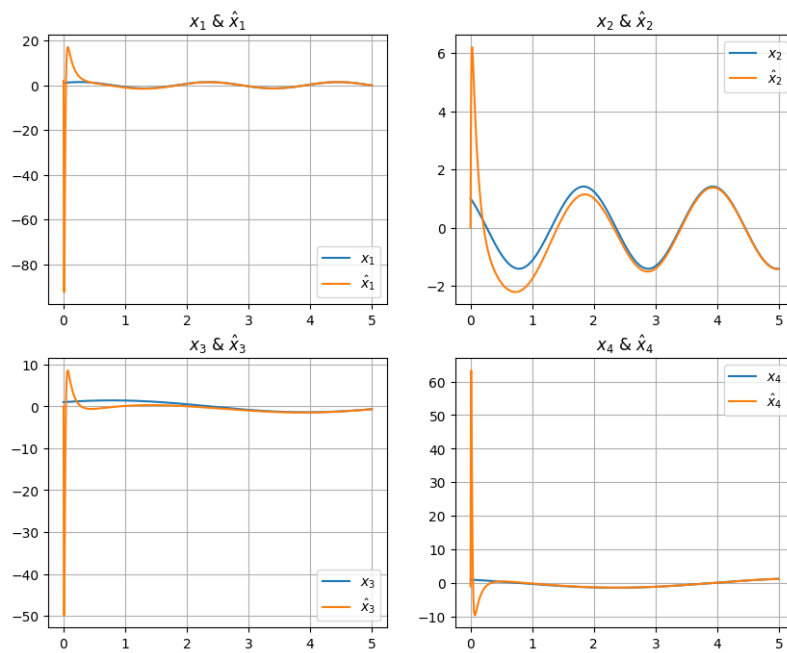 x₁ & x̂₁
20
0
−20
−40
−60
−80
x₁
x̂₁
0 1 2 3 4 5
x₂ & x̂₂
6
4
2
0
−2
x₂
x̂₂
0 1 2 3 4 5
x₃ & x̂₃
10
0
−10
−20
−30
−40
−50
x₃
x̂₃
0 1 2 3 4 5
x₄ & x̂₄
60
50
40
30
20
10
0
−10
x₄
x̂₄
0 1 2 3 4 5